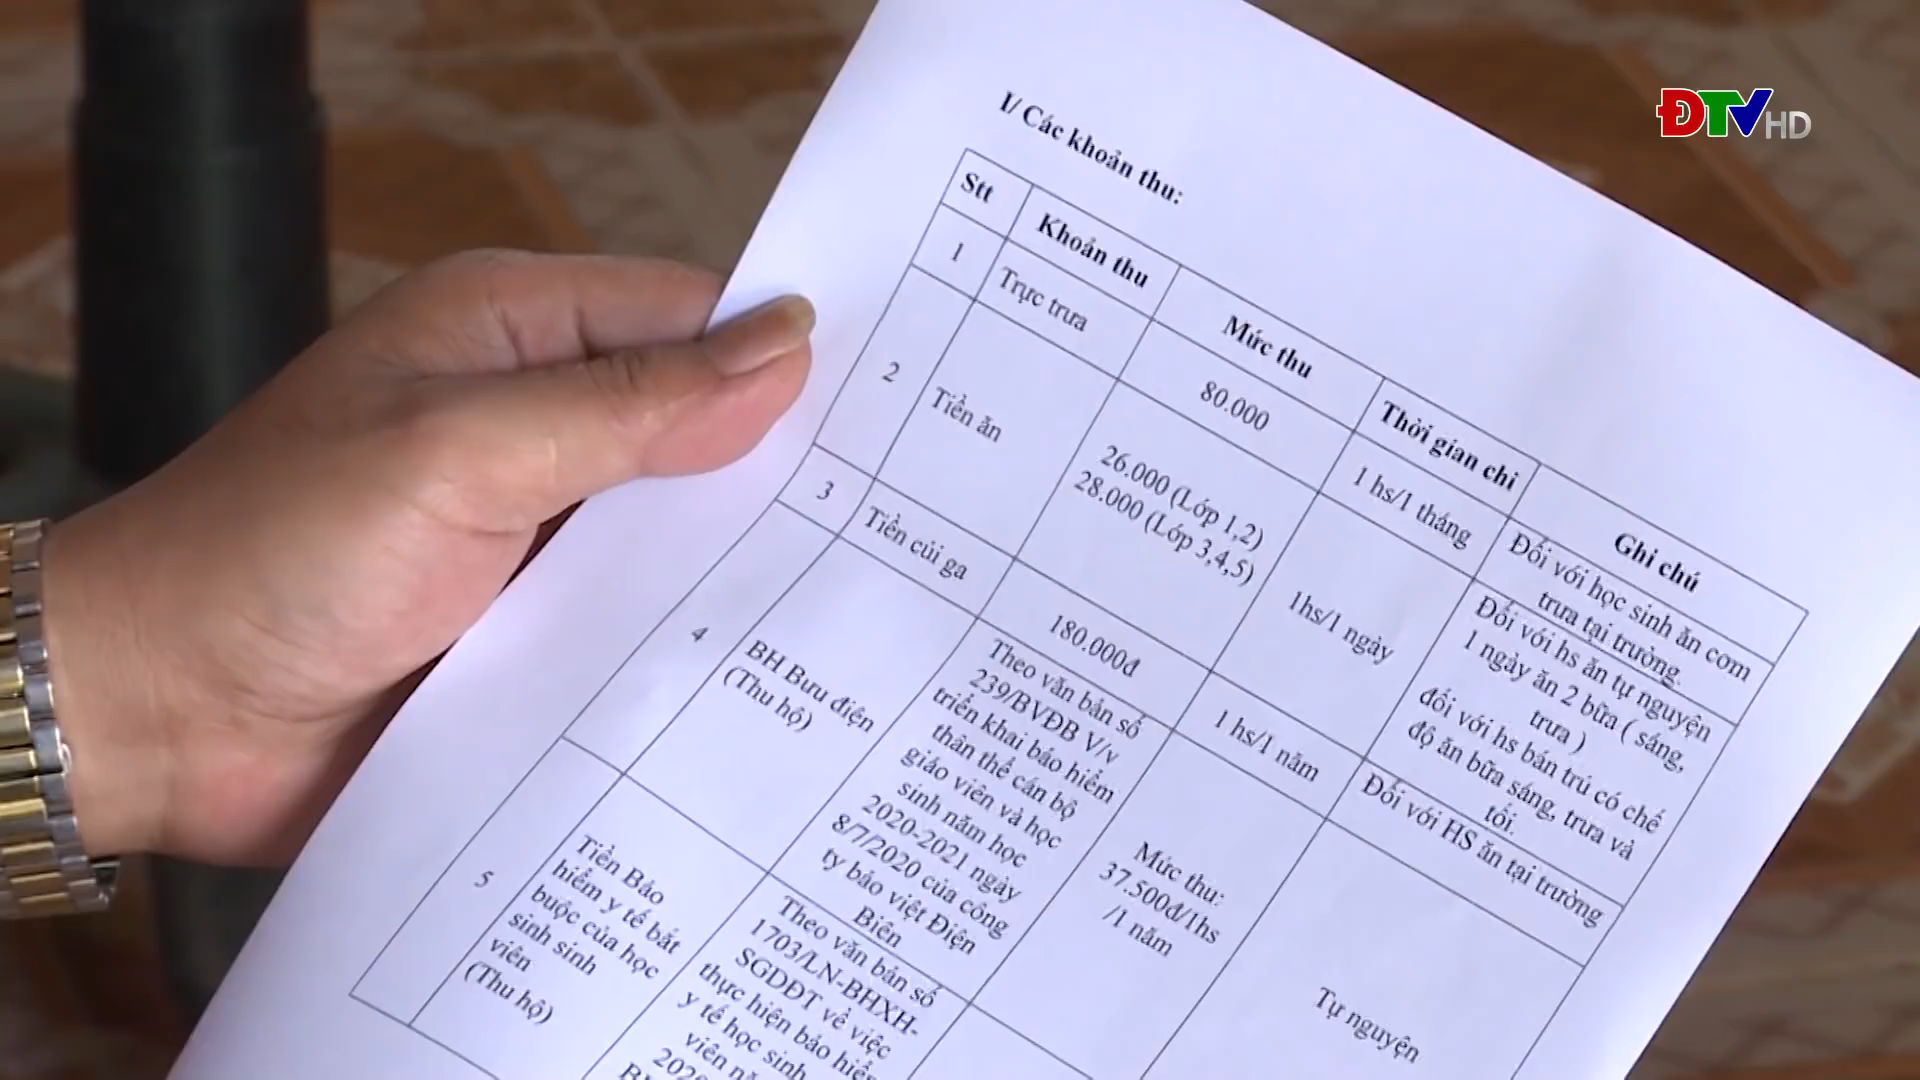 ĐTV HD
I/ Các khoản thu:
Stt
Khoản thu
Mức thu
Thời gian chi
Ghi chú
1
Trực trưa
80.000
1 hs/1 tháng
Đối với học sinh ăn cơm
trưa tại trường.
2
Tiền ăn
26.000 (Lớp 1,2)
28.000 (Lớp 3,4,5)
1hs/1 ngày
Đối với hs ăn tự nguyện
1 ngày ăn 2 bữa ( sáng,
trưa )
đối với hs bán trú có chế
độ ăn bữa sáng, trưa và
tối.
3
Tiền củi ga
180.000đ
1 hs/1 năm
Đối với HS ăn tại trường
4
BH Bưu điện
(Thu hộ)
Theo văn bản số
239/BVĐB V/v
triển khai bảo hiểm
thân thể cán bộ
giáo viên và học
sinh năm học
2020-2021 ngày
8/7/2020 của công
ty bảo việt Điện
Biên
Mức thu:
37.500đ/1hs
/1 năm
Tự nguyện
5
Tiền Bảo
hiểm y tế bắt
buộc của học
sinh sinh
viên
(Thu hộ)
Theo văn bản số
1703/LN-BHXH-
SGDĐT về việc
thực hiện bảo hiể
y tế học sinh
viên nă